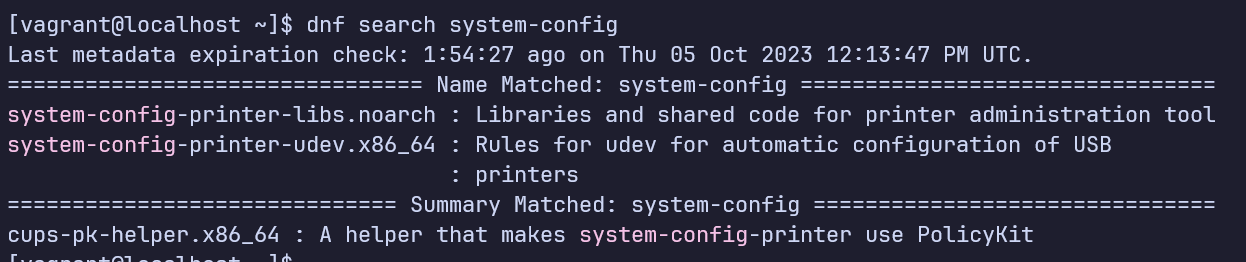 [vagrant@localhost ~]$ dnf search system-config
Last metadata expiration check: 1:54:27 ago on Thu 05 Oct 2023 12:13:47 PM UTC.
================================ Name Matched: system-config ================================
system-config-printer-libs.noarch : Libraries and shared code for printer administration tool
system-config-printer-udev.x86_64 : Rules for udev for automatic configuration of USB
                                  : printers
============================== Summary Matched: system-config ===============================
cups-pk-helper.x86_64 : A helper that makes system-config-printer use PolicyKit
[vagrant@localhost ~]$